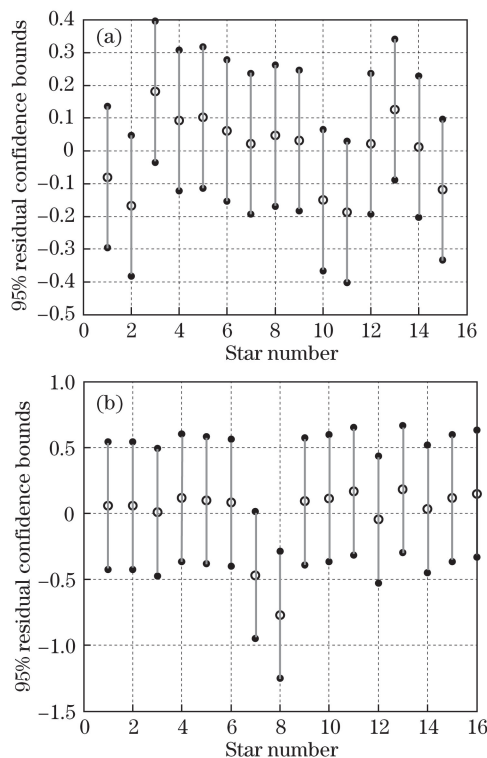 (a)
95% residual confidence bounds
0.4
0.3
0.2
0.1
0
−0.1
−0.2
−0.3
−0.4
−0.5
0 2 4 6 8 10 12 14 16
Star number
(b)
95% residual confidence bounds
1.0
0.5
0
−0.5
−1.0
−1.5
0 2 4 6 8 10 12 14 16
Star number